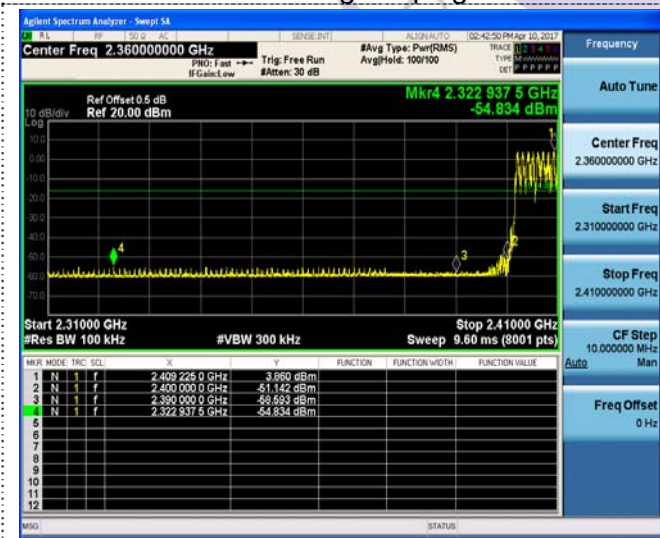 Agilent Spectrum Analyzer - Swept SA
RL RF 50 Ω AC SENSE:INT ALIGN AUTO 02:42:50 PM Apr 10, 2017
Center Freq 2.360000000 GHz #Avg Type: Pwr(RMS) TRACE 1 2 3 4 5 6
PNO: Fast Trig: Free Run Avg|Hold: 100/100 TYPE MWWWWW
IFGain:Low #Atten: 30 dB DET P P P P P P
Frequency
Auto Tune
Center Freq
2.360000000 GHz
Start Freq
2.310000000 GHz
Stop Freq
2.410000000 GHz
CF Step
10.000000 MHz
Auto Man
Freq Offset
0 Hz
Mkr4 2.322 937 5 GHz
-54.834 dBm
Ref Offset 0.5 dB
10 dB/div Ref 20.00 dBm
Log
10.0
0.00
-10.0
-20.0
-30.0
-40.0
-50.0
-60.0
-70.0
1
2
3
4
Start 2.31000 GHz Stop 2.41000 GHz
#Res BW 100 kHz #VBW 300 kHz Sweep 9.60 ms (8001 pts)
MKR MODE TRC SCL X Y FUNCTION FUNCTION WIDTH FUNCTION VALUE
1 N 1 f 2.409 225 0 GHz 3.860 dBm
2 N 1 f 2.400 000 0 GHz -51.142 dBm
3 N 1 f 2.390 000 0 GHz -58.593 dBm
4 N 1 f 2.322 937 5 GHz -54.834 dBm
5
6
7
8
9
10
11
12
MSG STATUS